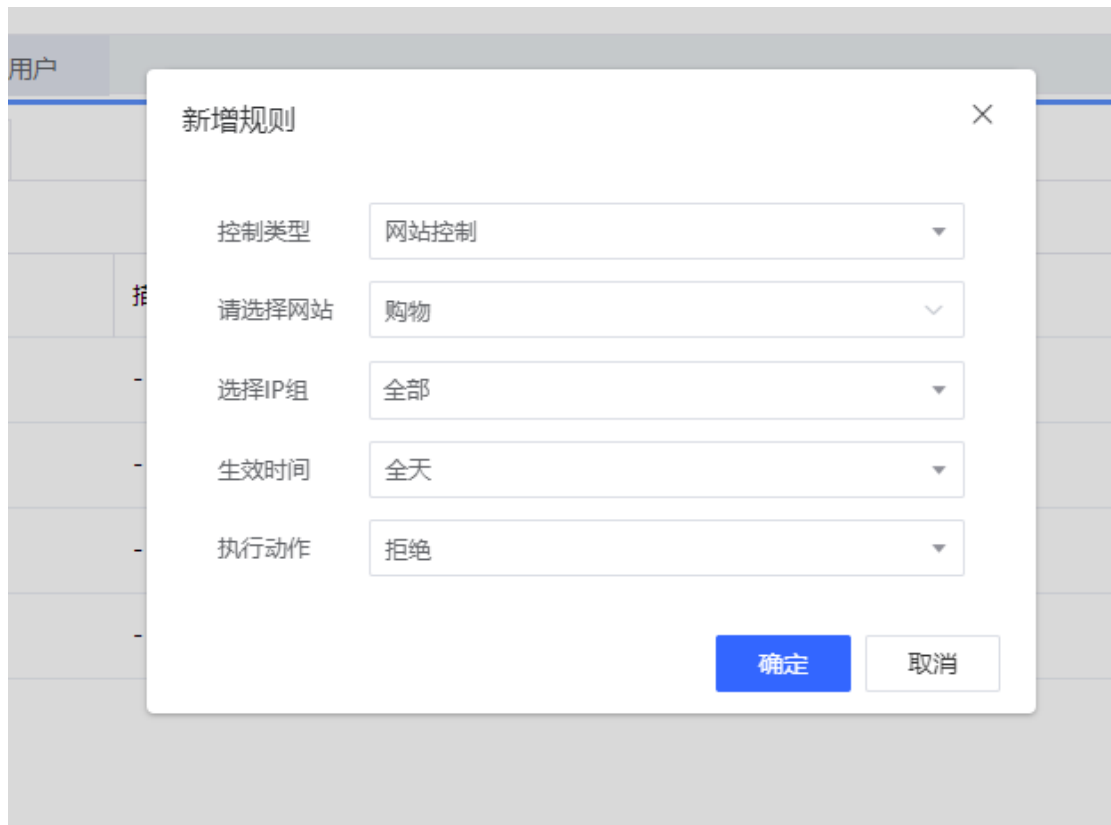 用户
新增规则
控制类型 网站控制
请选择网站 购物
选择IP组 全部
生效时间 全天
执行动作 拒绝
确定 取消
-
-
-
-